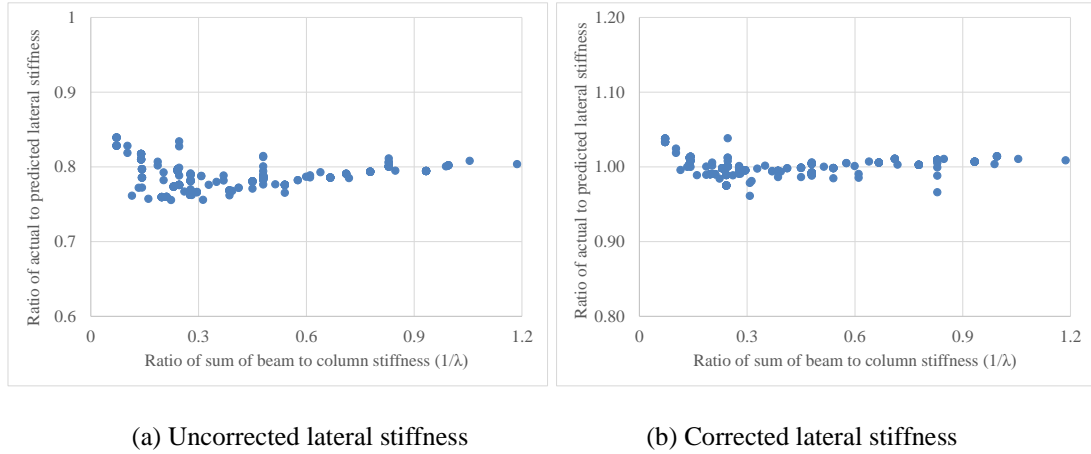 1
0.9
0.8
0.7
0.6
0 0.3 0.6 0.9 1.2
Ratio of actual to predicted lateral stiffness
Ratio of sum of beam to column stiffness (1/λ)
1.20
1.10
1.00
0.90
0.80
0 0.3 0.6 0.9 1.2
Ratio of actual to predicted lateral stiffness
Ratio of sum of beam to column stiffness (1/λ)
(a) Uncorrected lateral stiffness
(b) Corrected lateral stiffness